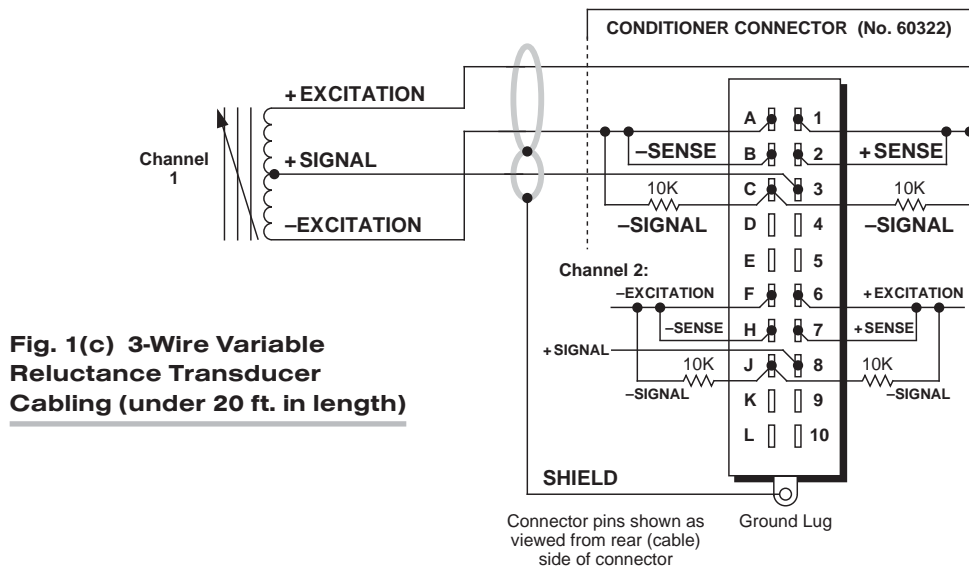 CONDITIONER CONNECTOR (No. 60322)
+ EXCITATION
Channel
1
+ SIGNAL
–EXCITATION
A 1
–SENSE
B 2
+ SENSE
10K
C 3
10K
–SIGNAL
D 4
–SIGNAL
E 5
Channel 2:
–EXCITATION
F 6
+ EXCITATION
–SENSE
H 7
+ SENSE
+ SIGNAL
10K
J 8
10K
–SIGNAL
K 9
–SIGNAL
L 10
Fig. 1(c) 3-Wire Variable
Reluctance Transducer
Cabling (under 20 ft. in length)
SHIELD
Connector pins shown as
viewed from rear (cable)
side of connector
Ground Lug